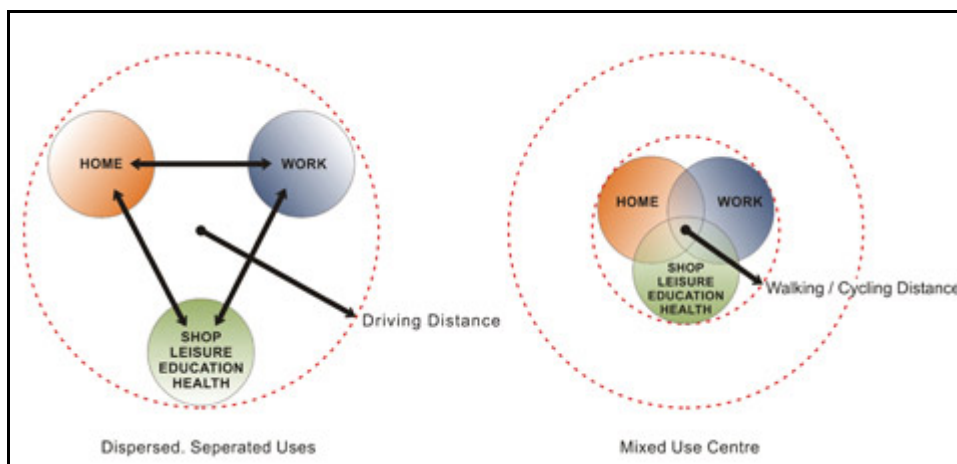 HOME
WORK
SHOP
LEISURE
EDUCATION
HEALTH
Driving Distance
Dispersed. Seperated Uses
HOME
WORK
SHOP
LEISURE
EDUCATION
HEALTH
Walking / Cycling Distance
Mixed Use Centre